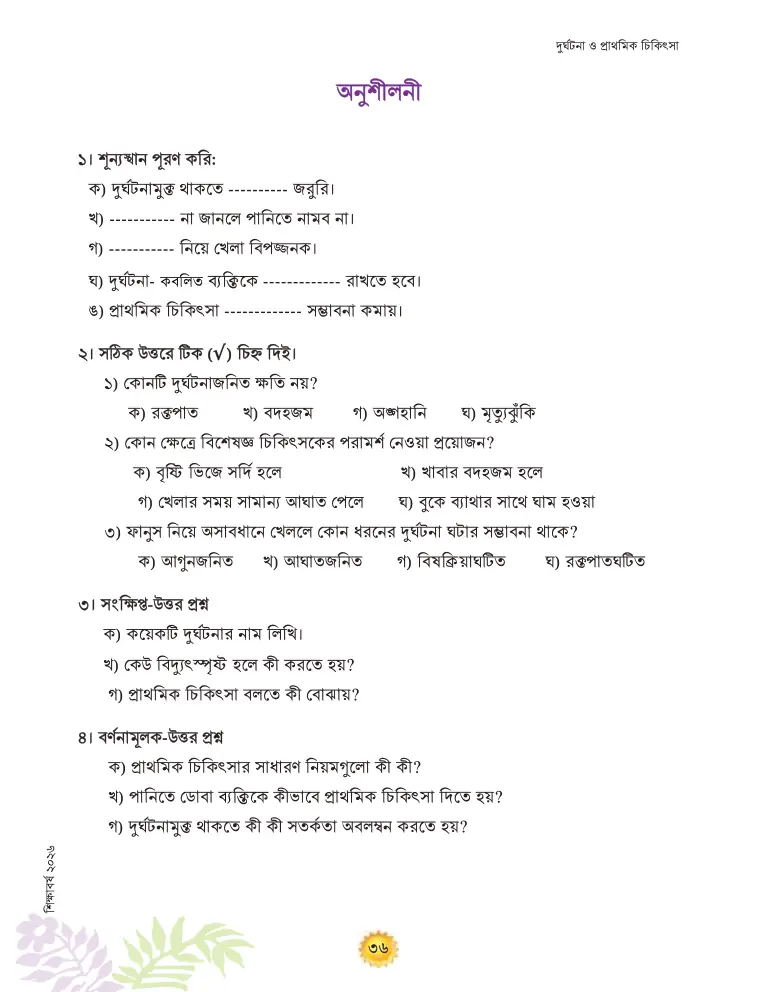 দুর্ঘটনা ও প্রাথমিক চিকিৎসা
অনুশীলনী
১। শূন্যস্থান পূরণ করি:
ক) দুর্ঘটনামুক্ত থাকতে ---------- জরুরি।
খ) ----------- না জানলে পানিতে নামব না।
গ) ----------- নিয়ে খেলা বিপজ্জনক।
ঘ) দুর্ঘটনা- কবলিত ব্যক্তিকে ------------- রাখতে হবে।
ঙ) প্রাথমিক চিকিৎসা ------------- সম্ভাবনা কমায়।
২। সঠিক উত্তরে টিক (√) চিহ্ন দিই।
১) কোনটি দুর্ঘটনাজনিত ক্ষতি নয়?
ক) রক্তপাত খ) বদহজম গ) অঙ্গহানি ঘ) মৃত্যুঝুঁকি
২) কোন ক্ষেত্রে বিশেষজ্ঞ চিকিৎসকের পরামর্শ নেওয়া প্রয়োজন?
ক) বৃষ্টি ভিজে সর্দি হলে খ) খাবার বদহজম হলে
গ) খেলার সময় সামান্য আঘাত পেলে ঘ) বুকে ব্যাথার সাথে ঘাম হওয়া
৩) ফানুস নিয়ে অসাবধানে খেললে কোন ধরনের দুর্ঘটনা ঘটার সম্ভাবনা থাকে?
ক) আগুনজনিত খ) আঘাতজনিত গ) বিষক্রিয়াঘটিত ঘ) রক্তপাতঘটিত
৩। সংক্ষিপ্ত-উত্তর প্রশ্ন
ক) কয়েকটি দুর্ঘটনার নাম লিখি।
খ) কেউ বিদ্যুৎস্পৃষ্ট হলে কী করতে হয়?
গ) প্রাথমিক চিকিৎসা বলতে কী বোঝায়?
৪। বর্ণনামূলক-উত্তর প্রশ্ন
ক) প্রাথমিক চিকিৎসার সাধারণ নিয়মগুলো কী কী?
খ) পানিতে ডোবা ব্যক্তিকে কীভাবে প্রাথমিক চিকিৎসা দিতে হয়?
গ) দুর্ঘটনামুক্ত থাকতে কী কী সতর্কতা অবলম্বন করতে হয়?
শিক্ষাবর্ষ ২০২৬
৩৬